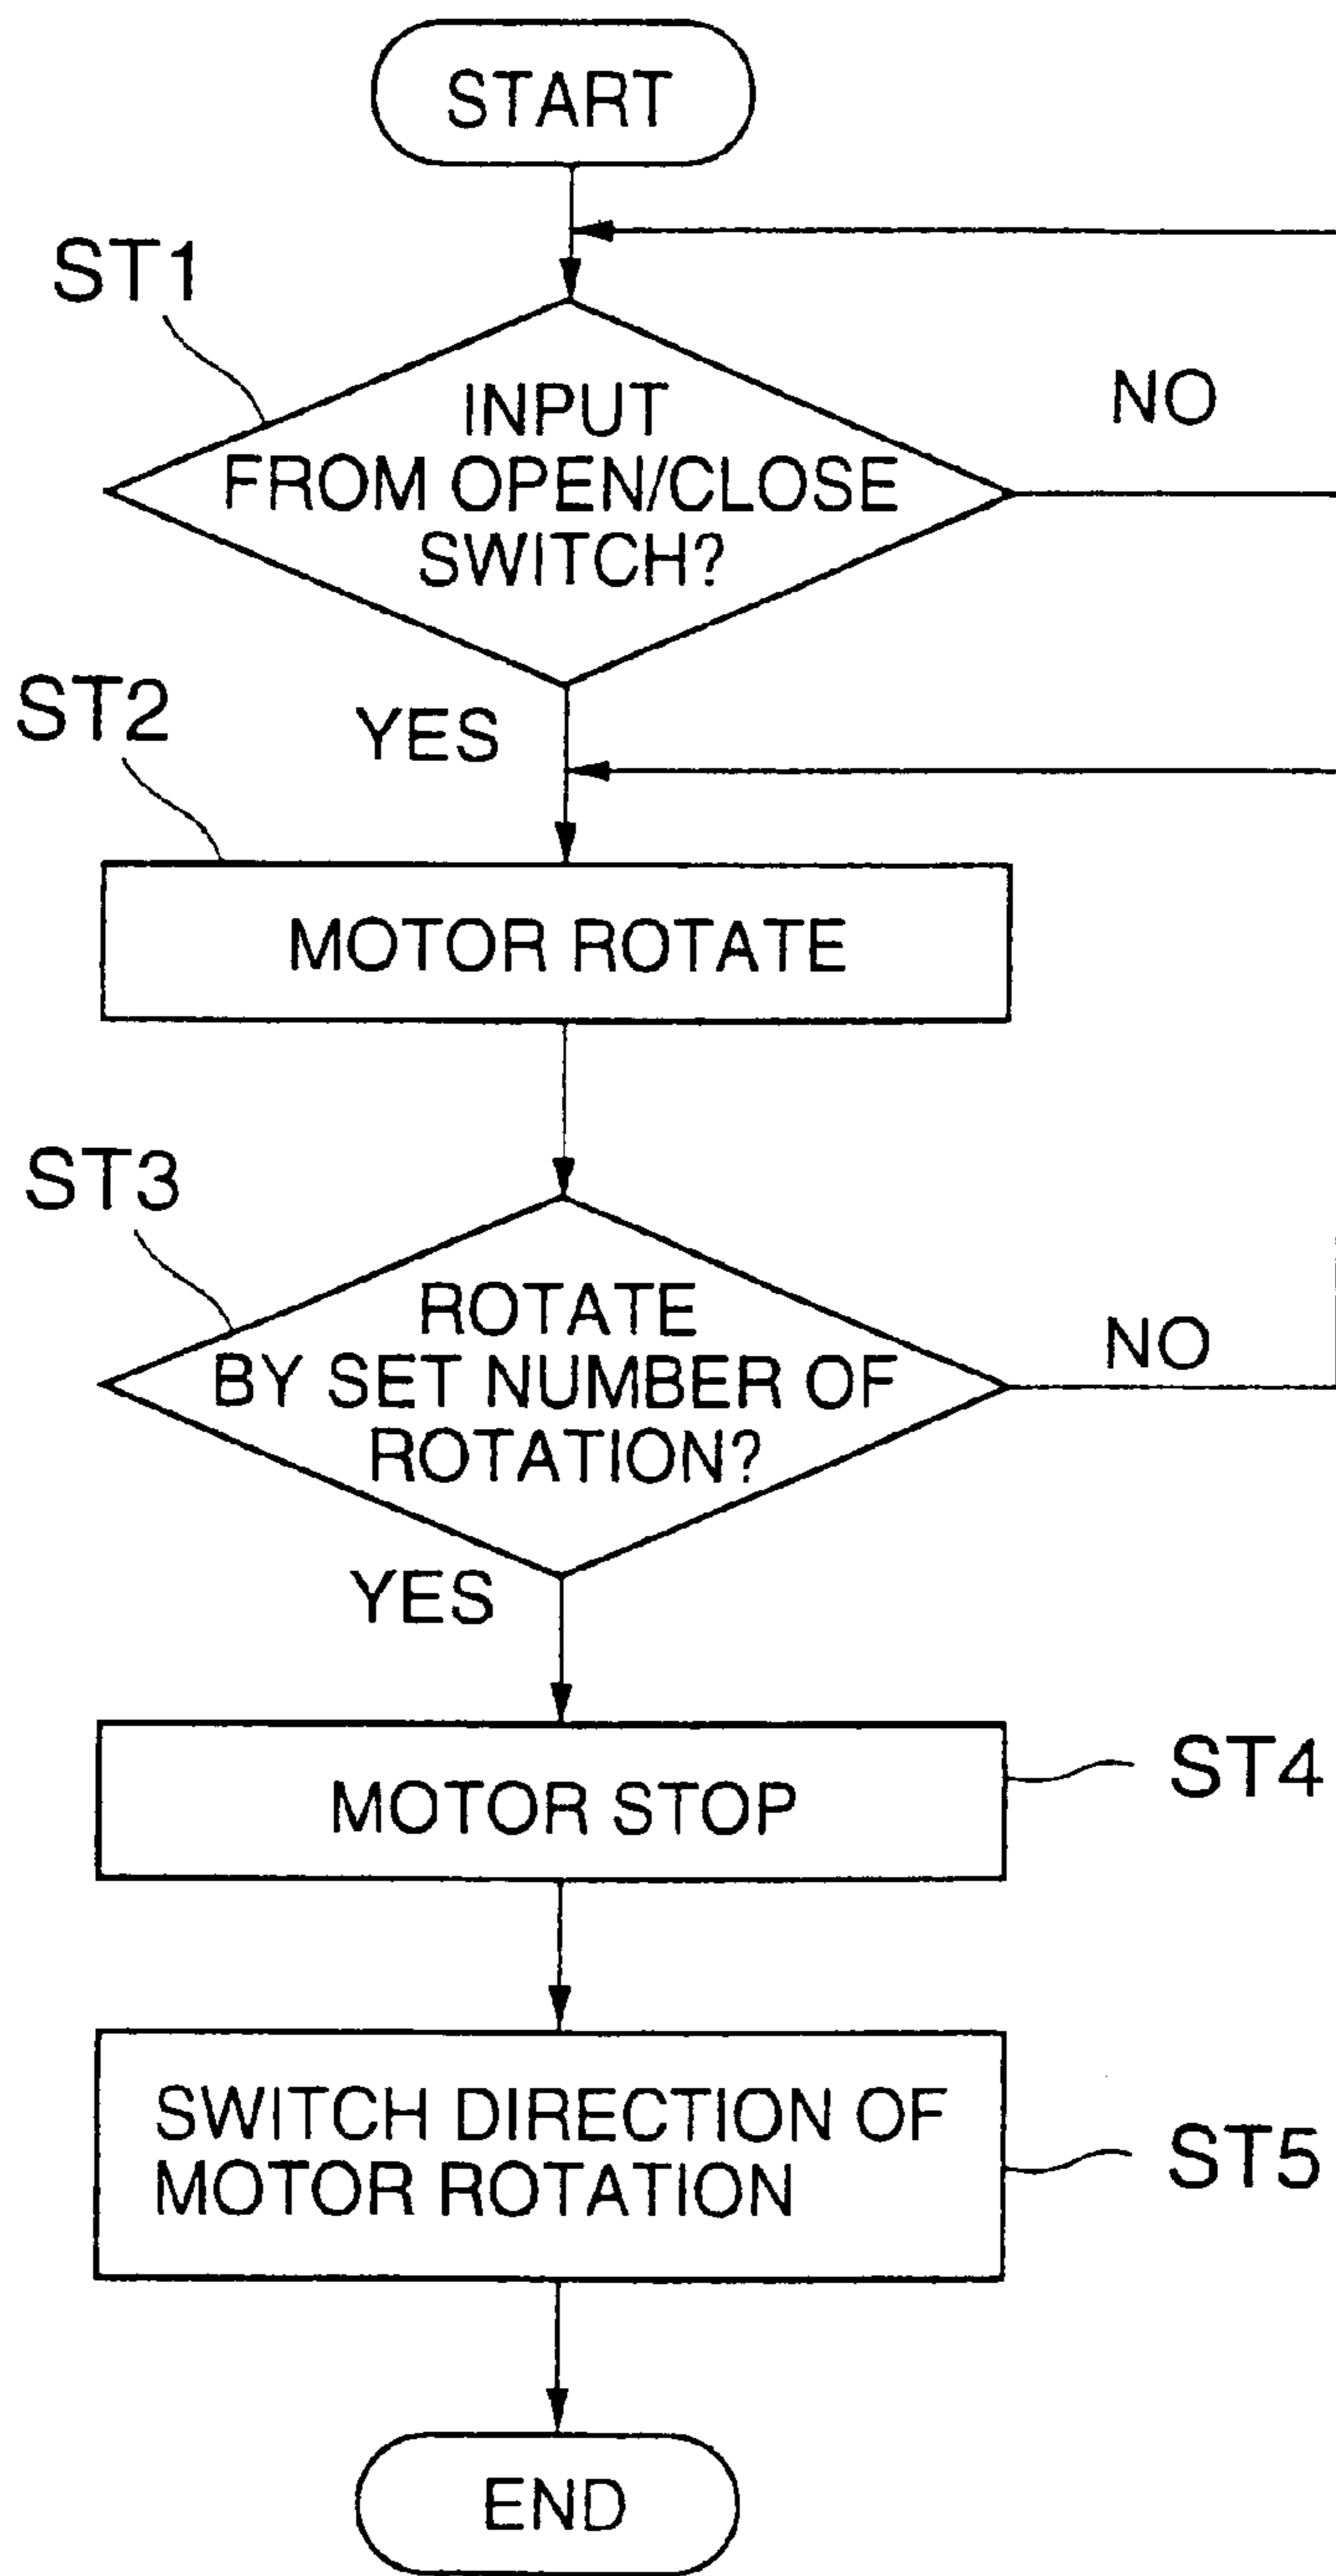 START
ST1
INPUT
FROM OPEN/CLOSE
SWITCH?
NO
YES
ST2
MOTOR ROTATE
ST3
ROTATE
BY SET NUMBER OF
ROTATION?
NO
YES
MOTOR STOP
ST4
SWITCH DIRECTION OF
MOTOR ROTATION
ST5
END